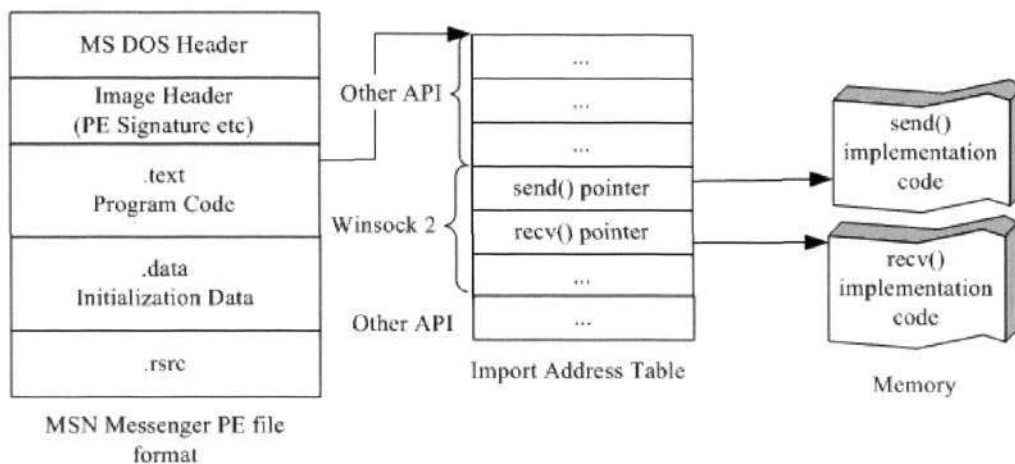 MS DOS Header
Image Header
(PE Signature etc)
.text
Program Code
.data
Initialization Data
.rsrc
MSN Messenger PE file
format
Other API
Winsock 2
Other API
...
...
...
send() pointer
recv() pointer
...
...
Import Address Table
send()
implementation
code
recv()
implementation
code
Memory